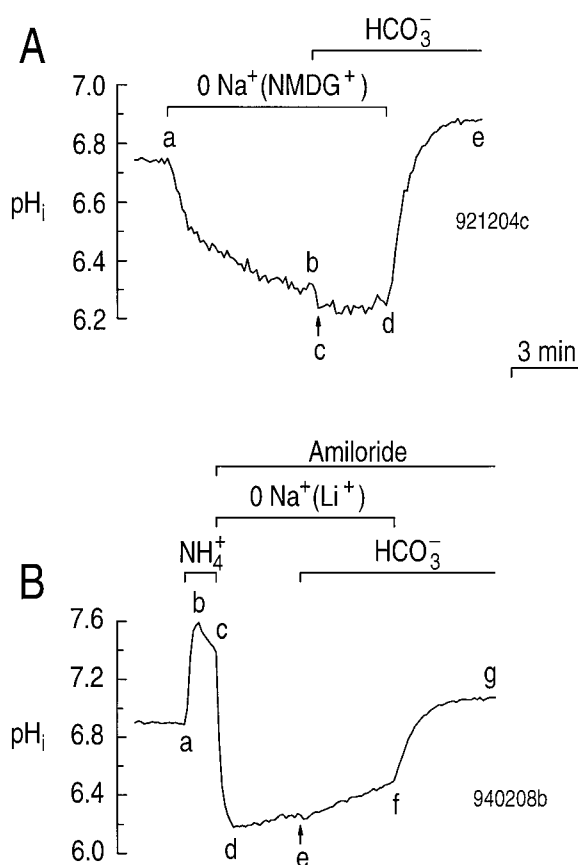 A
HCO₃⁻
0 Na⁺(NMDG⁺)
7.0
6.8
6.6
6.4
6.2
pHᵢ
a
b
c
d
e
921204c
3 min
B
Amiloride
0 Na⁺(Li⁺)
NH₄⁺
HCO₃⁻
7.6
7.2
6.8
6.4
6.0
pHᵢ
a
b
c
d
e
f
g
940208b